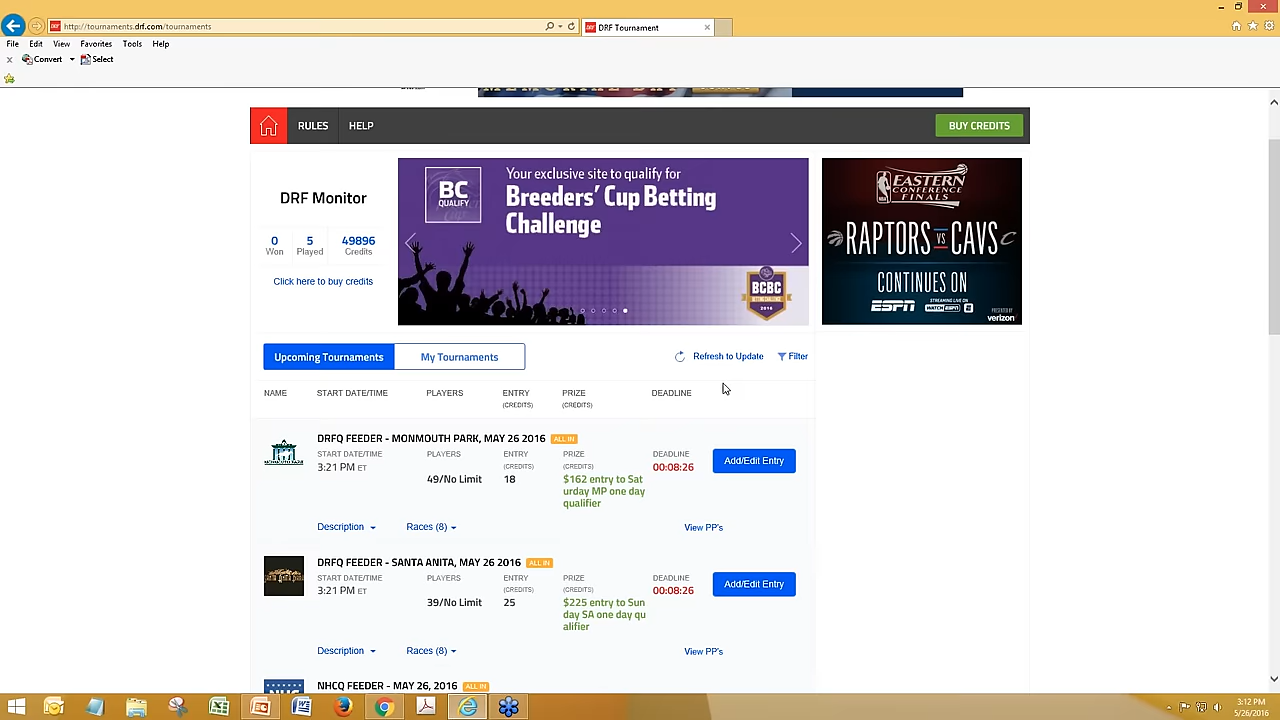 http://tournaments.drf.com/tournaments
DRF Tournament
File Edit View Favorites Tools Help
Convert Select
RULES HELP BUY CREDITS
DRF Monitor
0 5 49896
Won Played Credits
Click here to buy credits
BC
QUALIFY
Your exclusive site to qualify for
Breeders' Cup Betting
Challenge
BCBC
EASTERN
CONFERENCE
FINALS
RAPTORS VS CAVS
CONTINUES ON
ESPN STREAMING LIVE ON WATCH ESPN
PRESENTED BY
verizon
Upcoming Tournaments My Tournaments Refresh to Update Filter
NAME START DATE/TIME PLAYERS ENTRY PRIZE DEADLINE
(CREDITS) (CREDITS)
DRFQ FEEDER - MONMOUTH PARK, MAY 26 2016 ALL IN
START DATE/TIME PLAYERS ENTRY PRIZE DEADLINE
(CREDITS) (CREDITS)
3:21 PM ET 00:08:26 Add/Edit Entry
49/No Limit 18 $162 entry to Sat
urday MP one day
qualifier
Description Races (8) View PP's
DRFQ FEEDER - SANTA ANITA, MAY 26 2016 ALL IN
START DATE/TIME PLAYERS ENTRY PRIZE DEADLINE
(CREDITS) (CREDITS)
3:21 PM ET 00:08:26 Add/Edit Entry
39/No Limit 25 $225 entry to Sun
day SA one day qu
alifier
Description Races (8) View PP's
NHCQ FEEDER - MAY 26, 2016 ALL IN
3:12 PM
5/26/2016